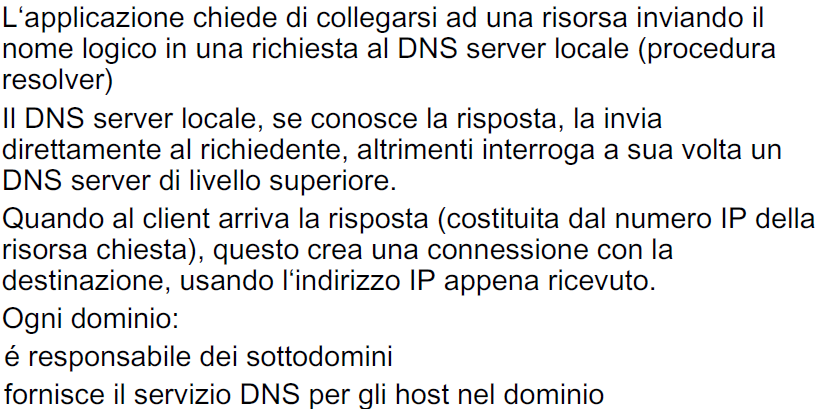 L‘applicazione chiede di collegarsi ad una risorsa inviando il
nome logico in una richiesta al DNS server locale (procedura
resolver)
Il DNS server locale, se conosce la risposta, la invia
direttamente al richiedente, altrimenti interroga a sua volta un
DNS server di livello superiore.
Quando al client arriva la risposta (costituita dal numero IP della
risorsa chiesta), questo crea una connessione con la
destinazione, usando l‘indirizzo IP appena ricevuto.
Ogni dominio:
é responsabile dei sottodomini
fornisce il servizio DNS per gli host nel dominio